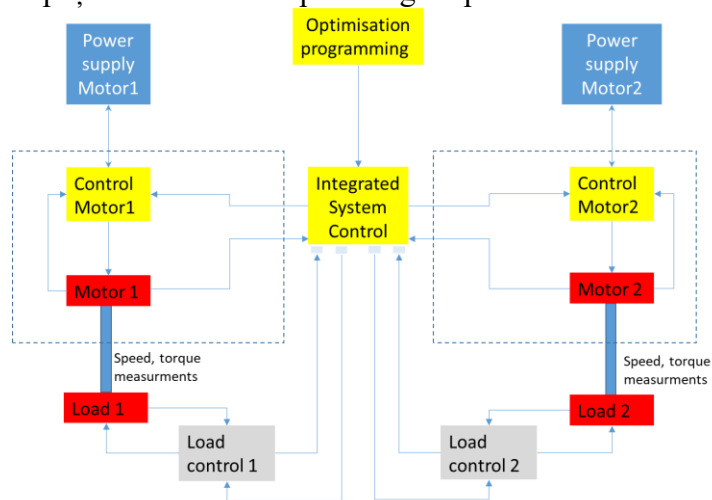 Optimisation
programming
Power
supply
Motor1
Power
supply
Motor2
Control
Motor1
Integrated
System
Control
Control
Motor2
Motor 1
Motor 2
Speed, torque
measurments
Speed, torque
measurments
Load 1
Load 2
Load
control 1
Load
control 2